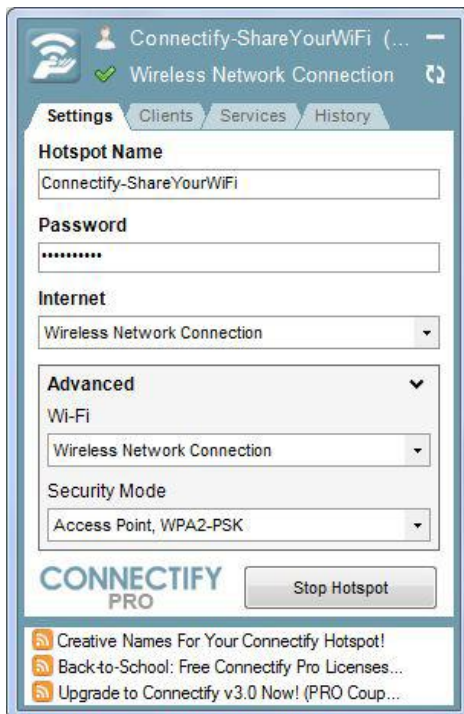 Connectify-ShareYourWiFi (...
Wireless Network Connection
Settings Clients Services History
Hotspot Name
Connectify-ShareYourWiFi
Password
••••••••••
Internet
Wireless Network Connection
Advanced
Wi-Fi
Wireless Network Connection
Security Mode
Access Point, WPA2-PSK
CONNECTIFY
PRO
Stop Hotspot
Creative Names For Your Connectify Hotspot!
Back-to-School: Free Connectify Pro Licenses...
Upgrade to Connectify v3.0 Now! (PRO Coup...